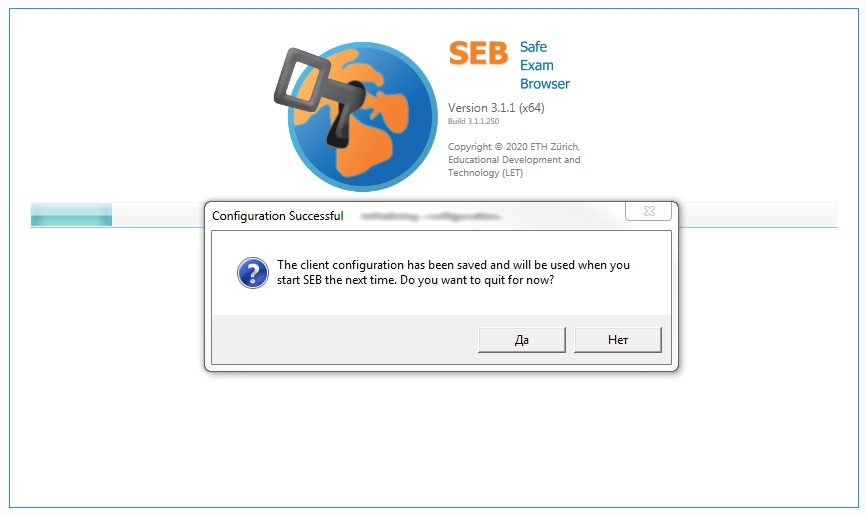 SEB Safe
Exam
Browser
Version 3.1.1 (x64)
Build 3.1.1.250
Copyright © 2020 ETH Zürich,
Educational Development and
Technology (LET)
Configuration Successful
Initializing configuration.
The client configuration has been saved and will be used when you
start SEB the next time. Do you want to quit for now?
Да Нет